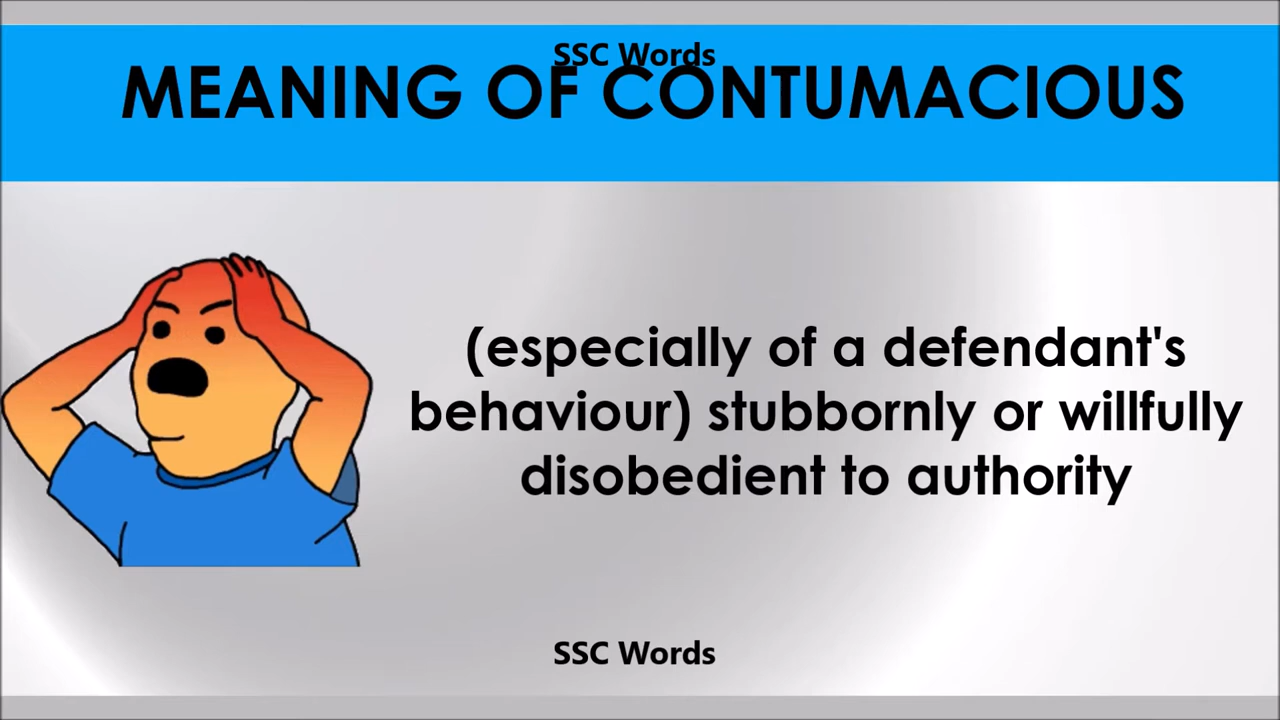 SSC Words
MEANING OF CONTUMACIOUS
(especially of a defendant's
behaviour) stubbornly or willfully
disobedient to authority
SSC Words